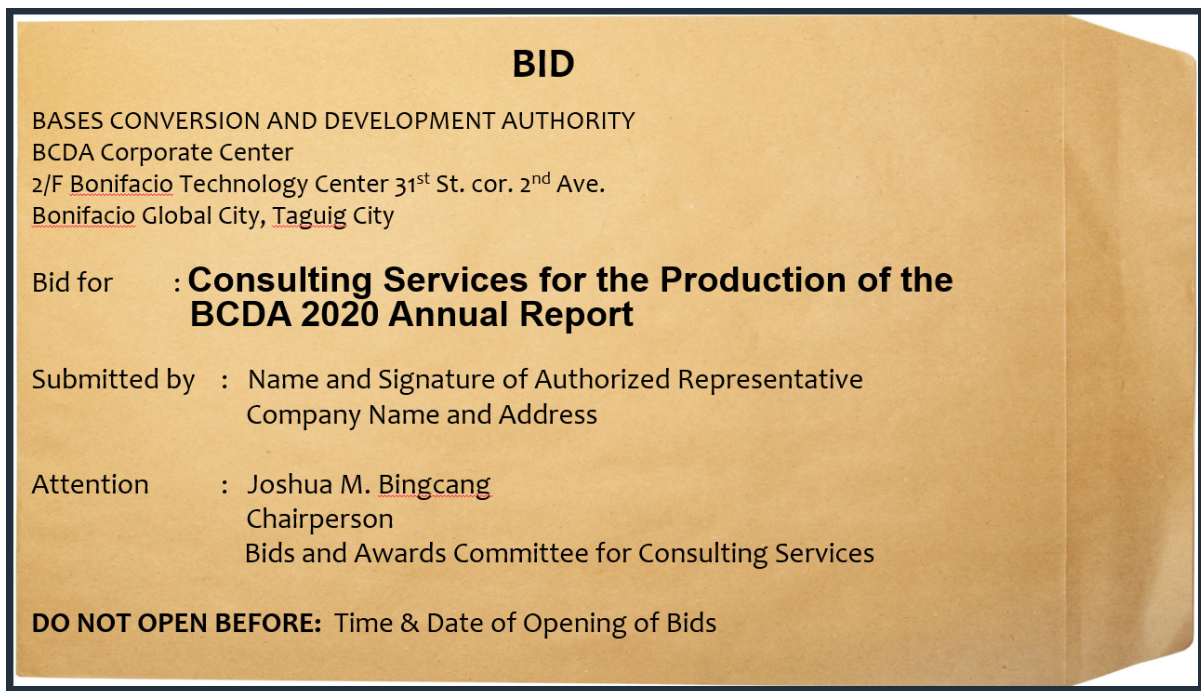 BID
BASES CONVERSION AND DEVELOPMENT AUTHORITY
BCDA Corporate Center
2/F Bonifacio Technology Center 31st St. cor. 2nd Ave.
Bonifacio Global City, Taguig City
Bid for : Consulting Services for the Production of the
BCDA 2020 Annual Report
Submitted by : Name and Signature of Authorized Representative
Company Name and Address
Attention : Joshua M. Bingcang
Chairperson
Bids and Awards Committee for Consulting Services
DO NOT OPEN BEFORE: Time & Date of Opening of Bids